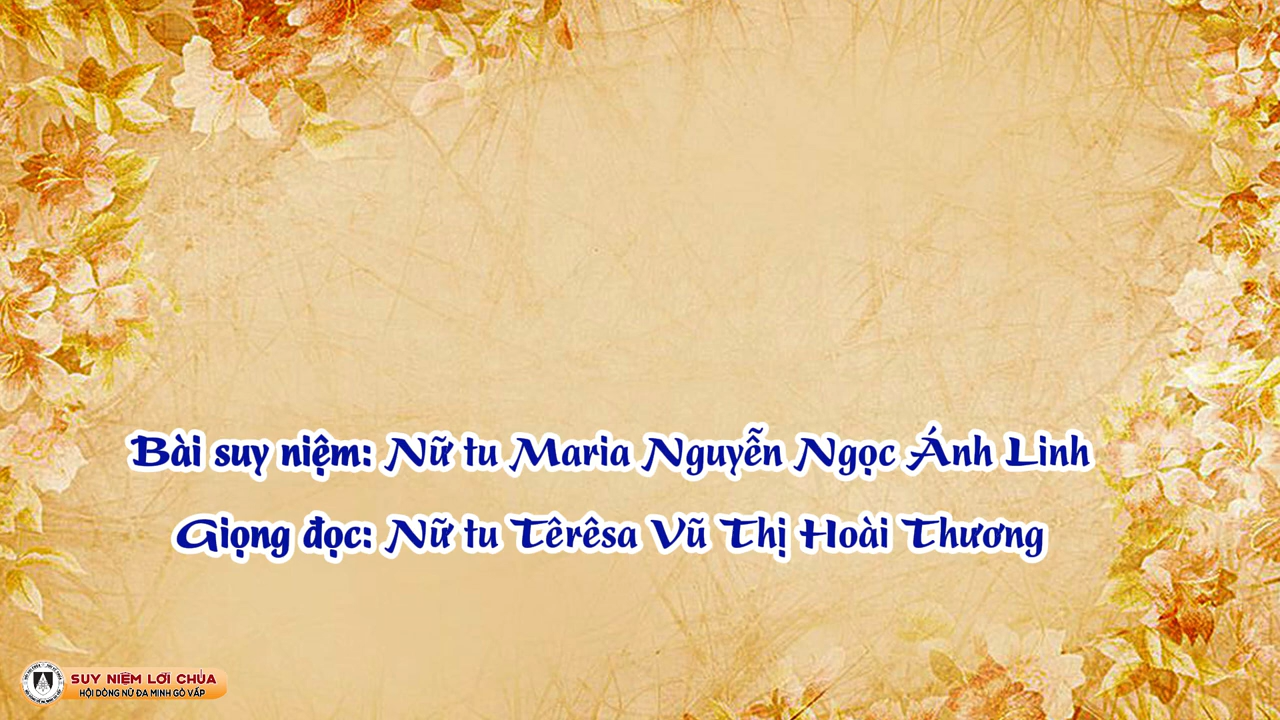 Bài suy niệm: Nữ tu Maria Nguyễn Ngọc Ánh Linh
Giọng đọc: Nữ tu Têrêsa Vũ Thị Hoài Thương
SUY NIỆM LỜI CHÚA
HỘI DÒNG NỮ ĐA MINH GÒ VẤP